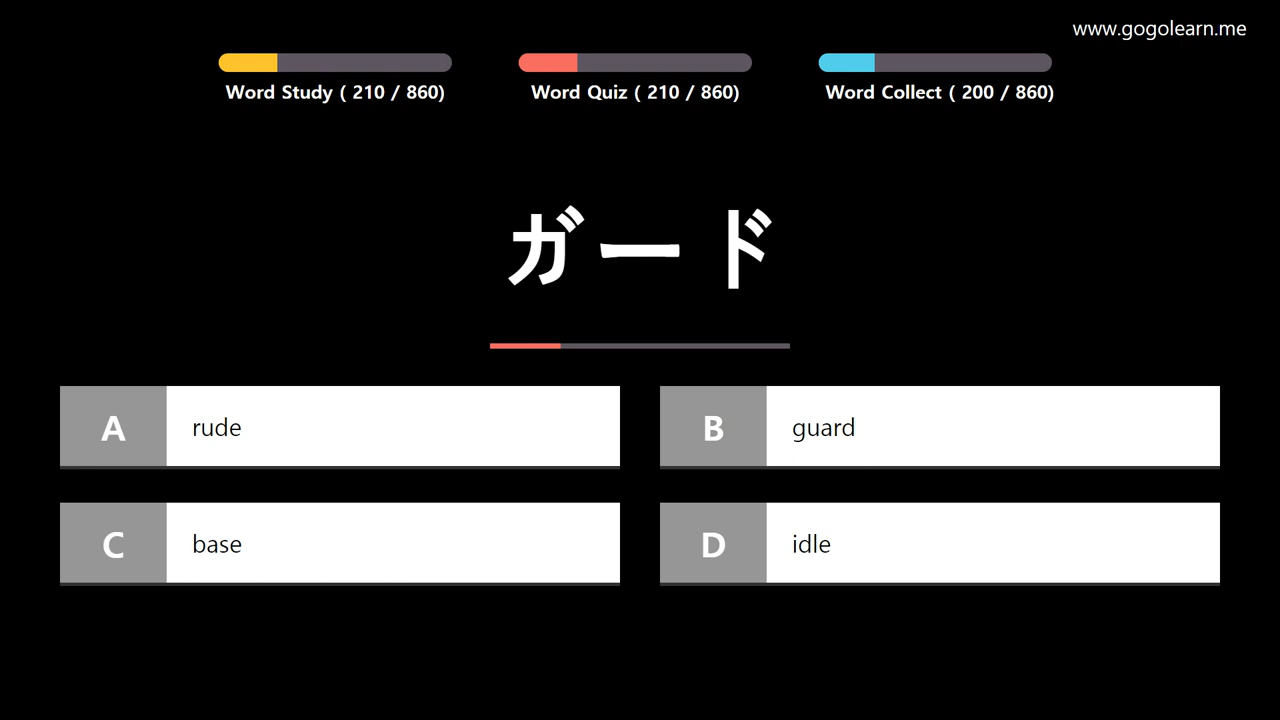 www.gogolearn.me
Word Study ( 210 / 860)
Word Quiz ( 210 / 860)
Word Collect ( 200 / 860)
ガード
A rude
B guard
C base
D idle